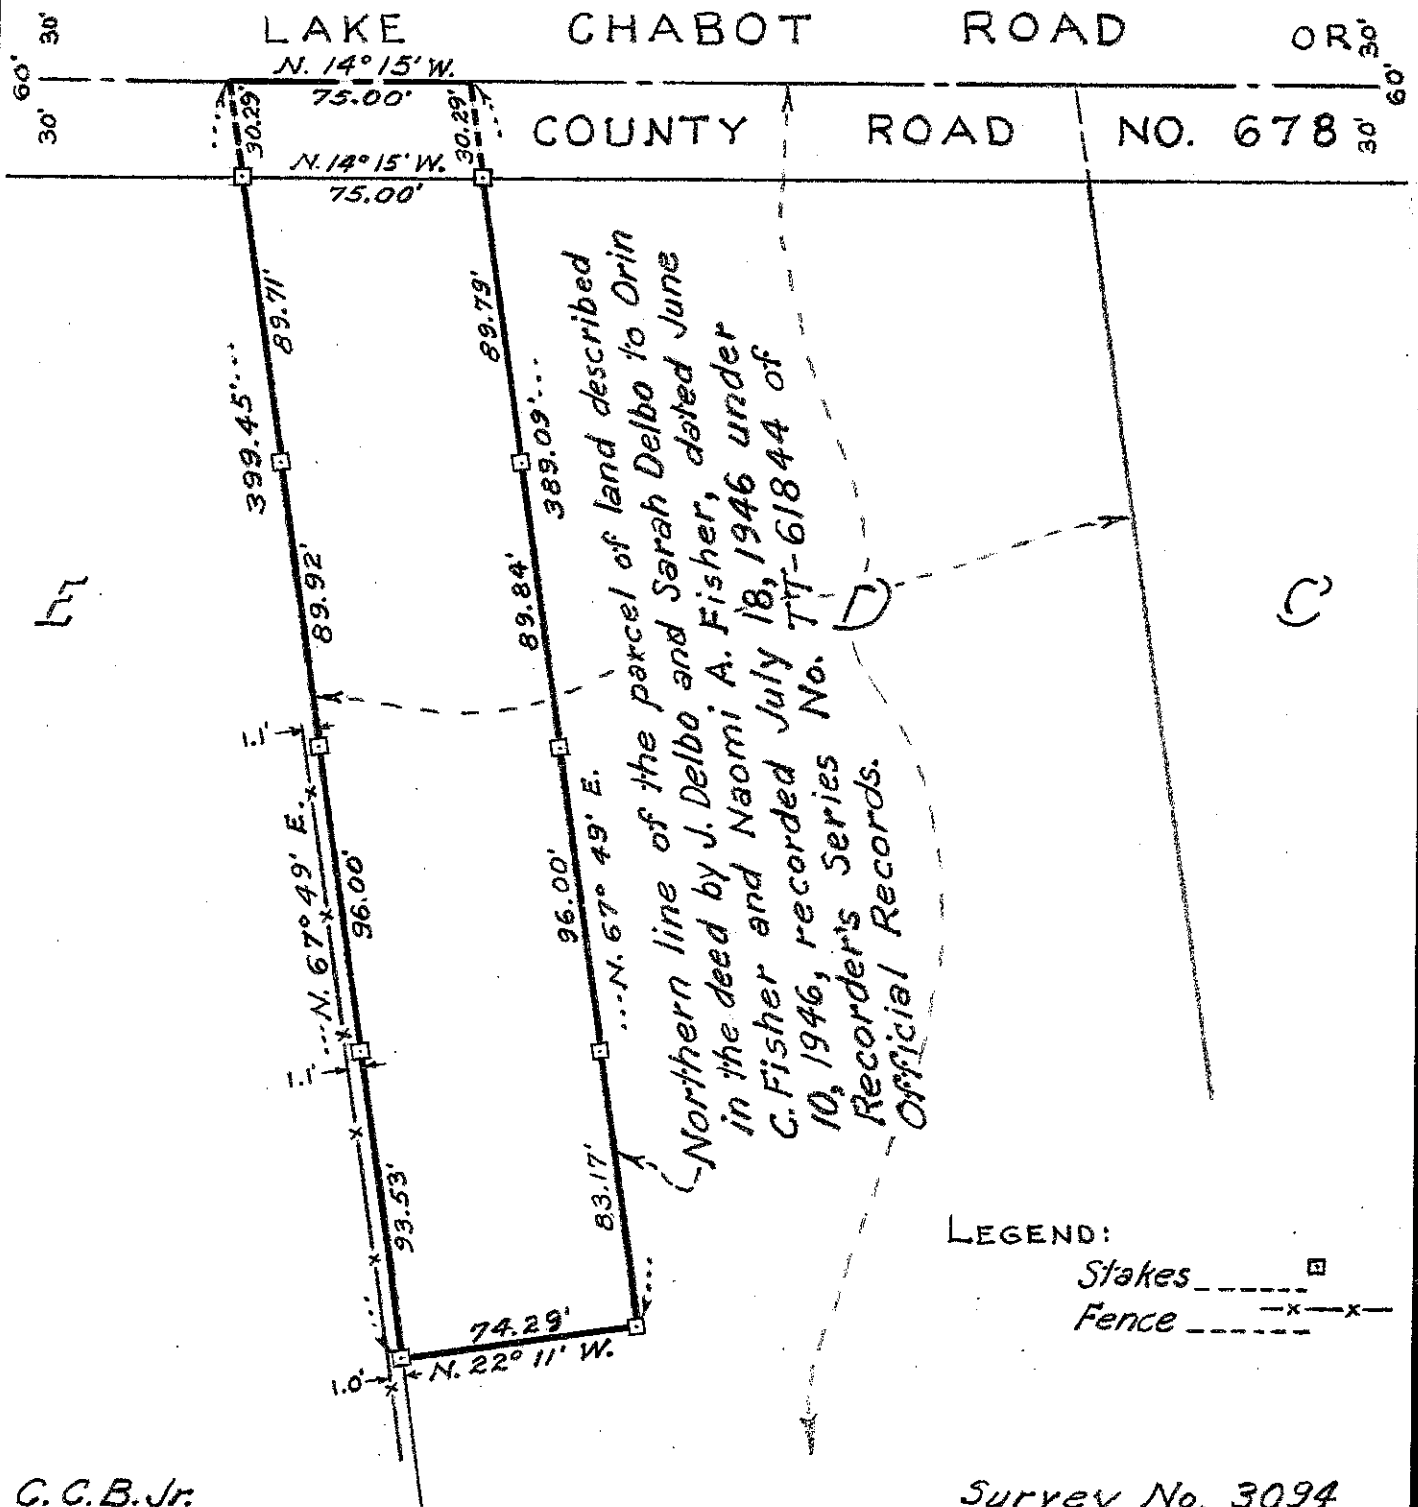 LAKE CHABOT ROAD OR
30'
60'
30'
30'
60'
30'
N. 14° 15' W.
75.00'
COUNTY ROAD NO. 678
30.29'
30.29'
N. 14° 15' W.
75.00'
89.71'
399.45'...
89.92'
1.1'
...N. 67° 49' E.
96.00'
1.1'
93.53'
1.0'
89.79'
389.09'...
89.84'
96.00'
...N. 67° 49' E.
83.17'
74.29'
N. 22° 11' W.
Northern line of the parcel of land described
in the deed by J. Delbo and Sarah Delbo to Orin
C. Fisher and Naomi A. Fisher, dated June
10, 1946, recorded July 18, 1946 under
Recorder's Series No. TT-61844 of
Official Records.
E
D
C
LEGEND:
Stakes
Fence
C. C. B. Jr.
Survey No. 3094